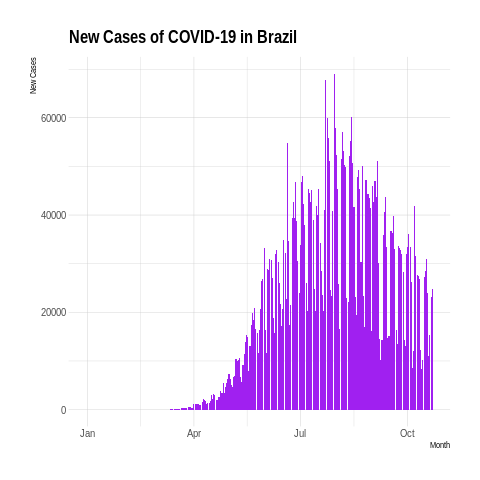 New Cases of COVID-19 in Brazil
New Cases
60000
40000
20000
0
Jan Apr Jul Oct
Month